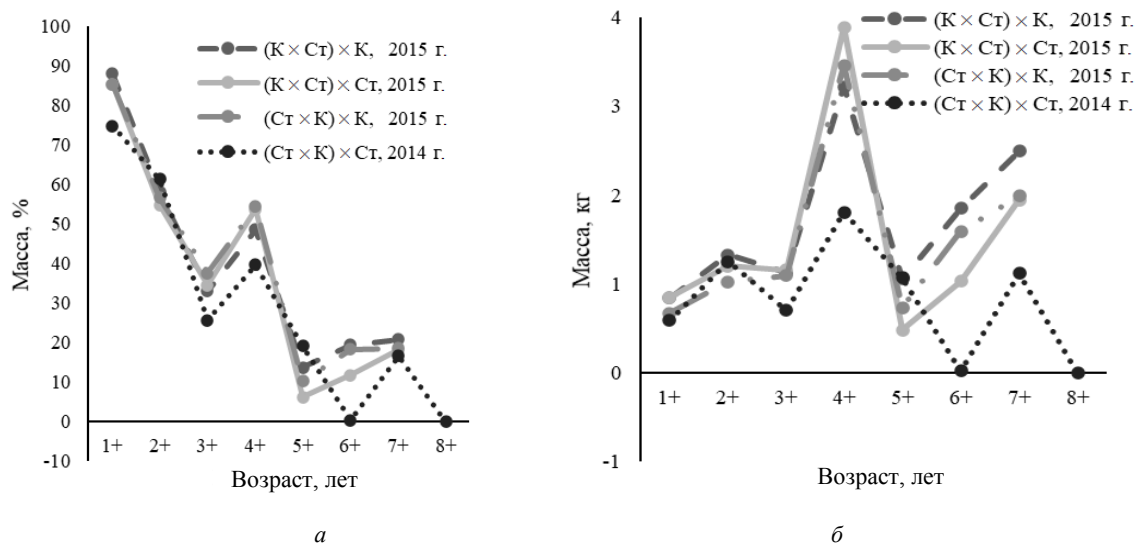 100
90
80
70
60
50
40
30
20
10
0
-10
Масса, %
(К × Ст) × К, 2015 г.
(К × Ст) × Ст, 2015 г.
(Ст × К) × К, 2015 г.
(Ст × К) × Ст, 2014 г.
1+ 2+ 3+ 4+ 5+ 6+ 7+ 8+
Возраст, лет
а
4
3
2
1
0
-1
Масса, кг
(К × Ст) × К, 2015 г.
(К × Ст) × Ст, 2015 г.
(Ст × К) × К, 2015 г.
(Ст × К) × Ст, 2014 г.
1+ 2+ 3+ 4+ 5+ 6+ 7+ 8+
Возраст, лет
б